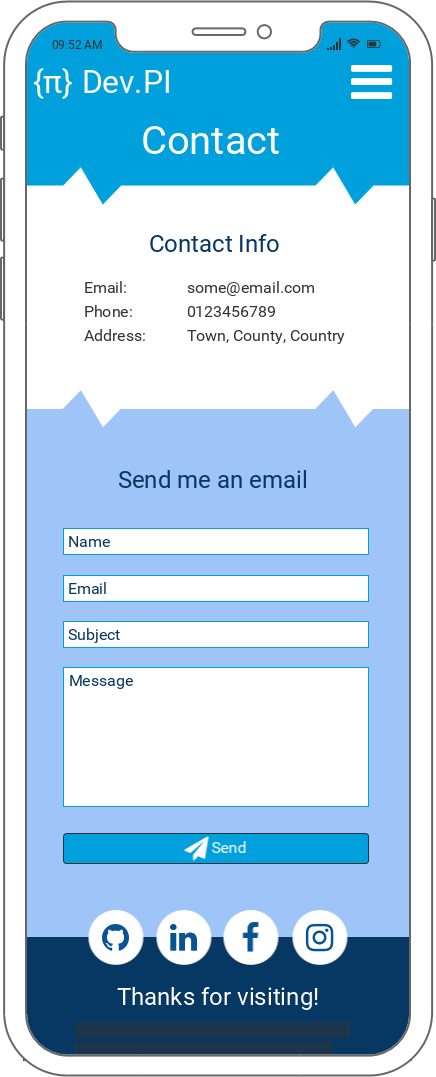 09:52 AM
{π} Dev.PI
Contact
Contact Info
Email: some@email.com
Phone: 0123456789
Address: Town, County, Country
Send me an email
Name
Email
Subject
Message
Send
Thanks for visiting!